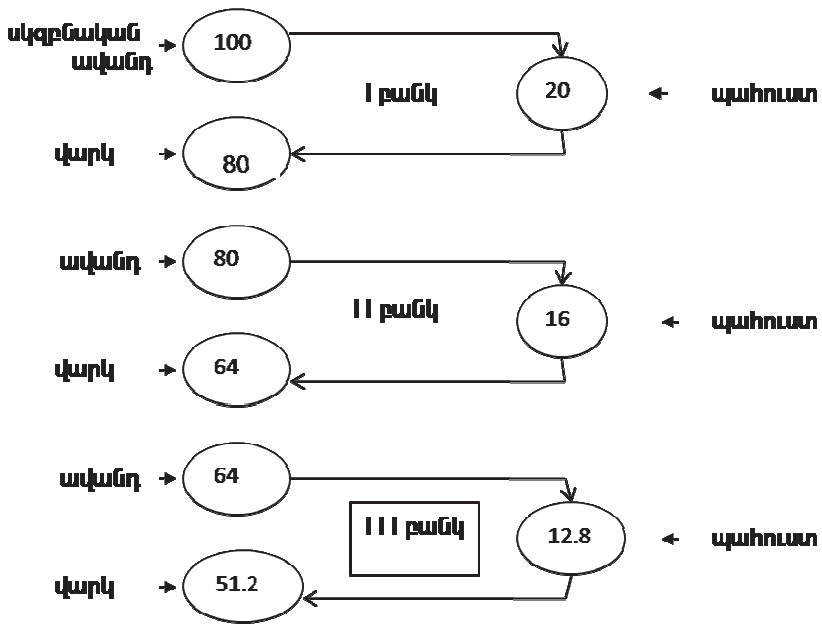 սկզբնական
ավանդ
100
I բանկ
20
պահուստ
վարկ
80
ավանդ
80
II բանկ
16
պահուստ
վարկ
64
ավանդ
64
III բանկ
12.8
պահուստ
վարկ
51.2